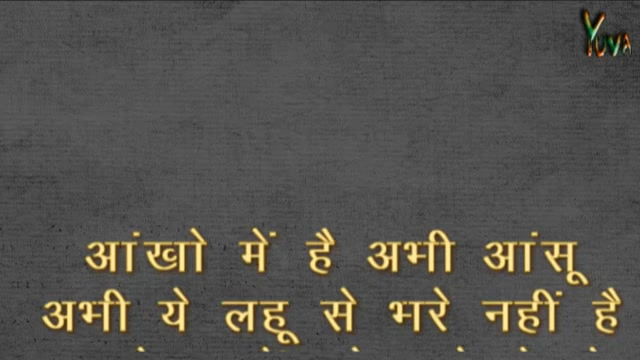 Yuva
आंखो में है अभी आंसू
अभी ये लहू से भरे नहीं है